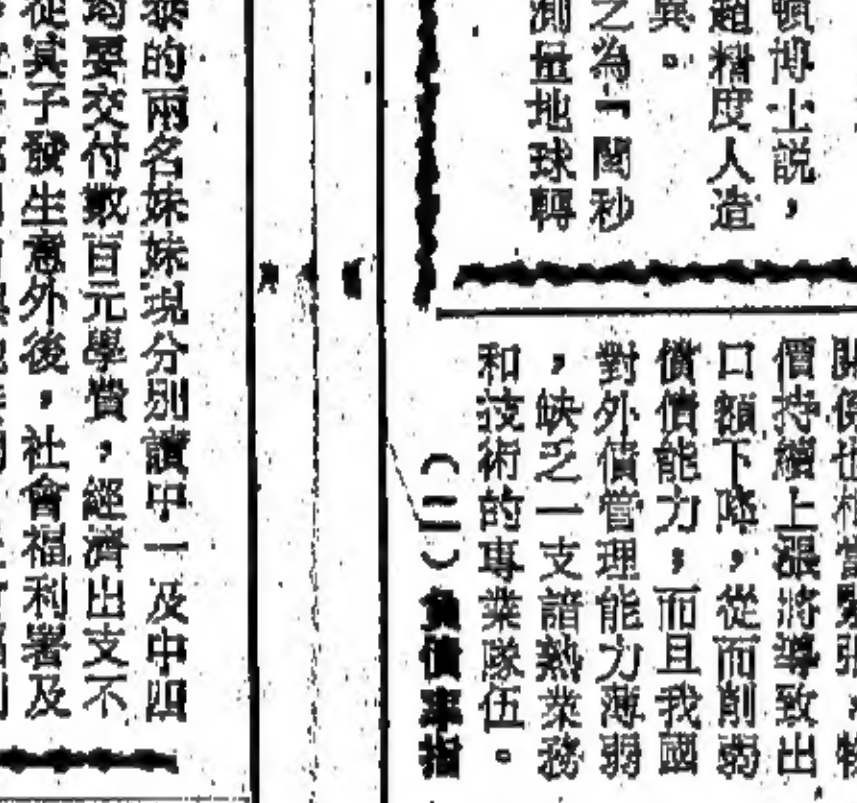 頓博士説，
超精度人造
異。
之為「閏秒
測量地球轉
價持續上漲將導致出
口額下降，從而削弱
償債能力；而且我國
對外債管理能力薄弱
，缺乏一支諳熟業務
和技術的專業隊伍。
（二）負債率指
泰的兩名妹妹現分別讀中一及中四
均要交付數百元學費，經濟出支不
從其子發生意外後，社會福利署及